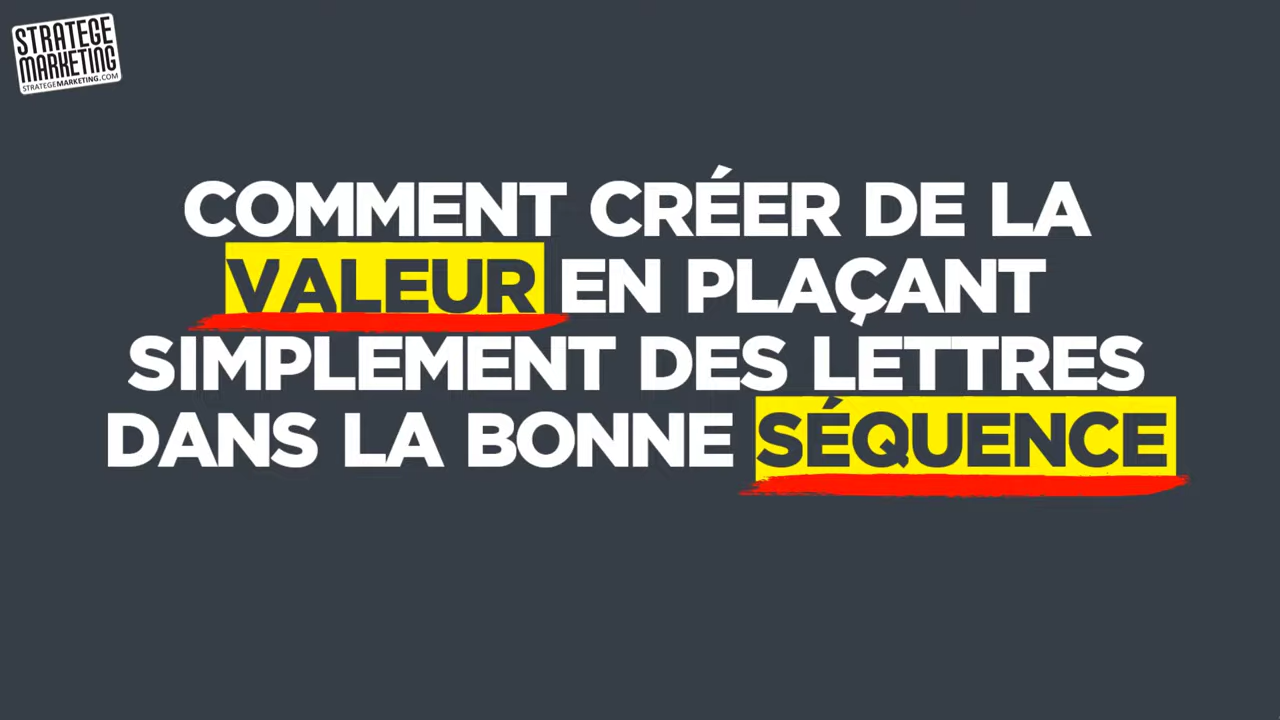 STRATEGE
MARKETING
STRATEGEMARKETING.COM
COMMENT CRÉER DE LA
VALEUR EN PLAÇANT
SIMPLEMENT DES LETTRES
DANS LA BONNE SÉQUENCE